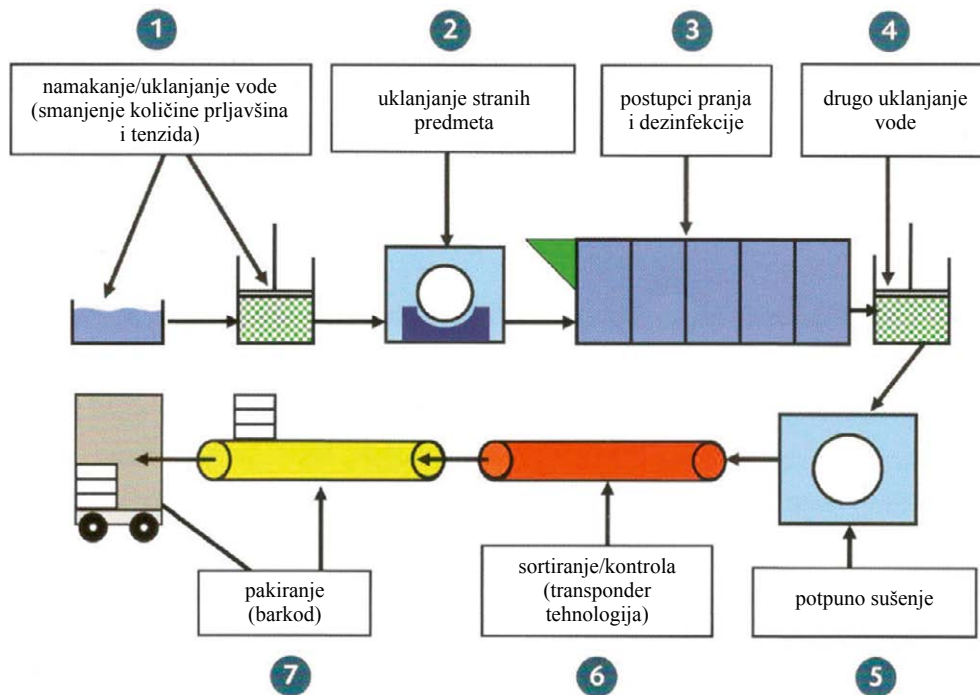 1
namakanje/uklanjanje vode
(smanjenje količine prljavšina
i tenzida)
2
uklanjanje stranih
predmeta
3
postupci pranja
i dezinfekcije
4
drugo uklanjanje
vode
pakiranje
(barkod)
7
sortiranje/kontrola
(transponder
tehnologija)
6
potpuno sušenje
5